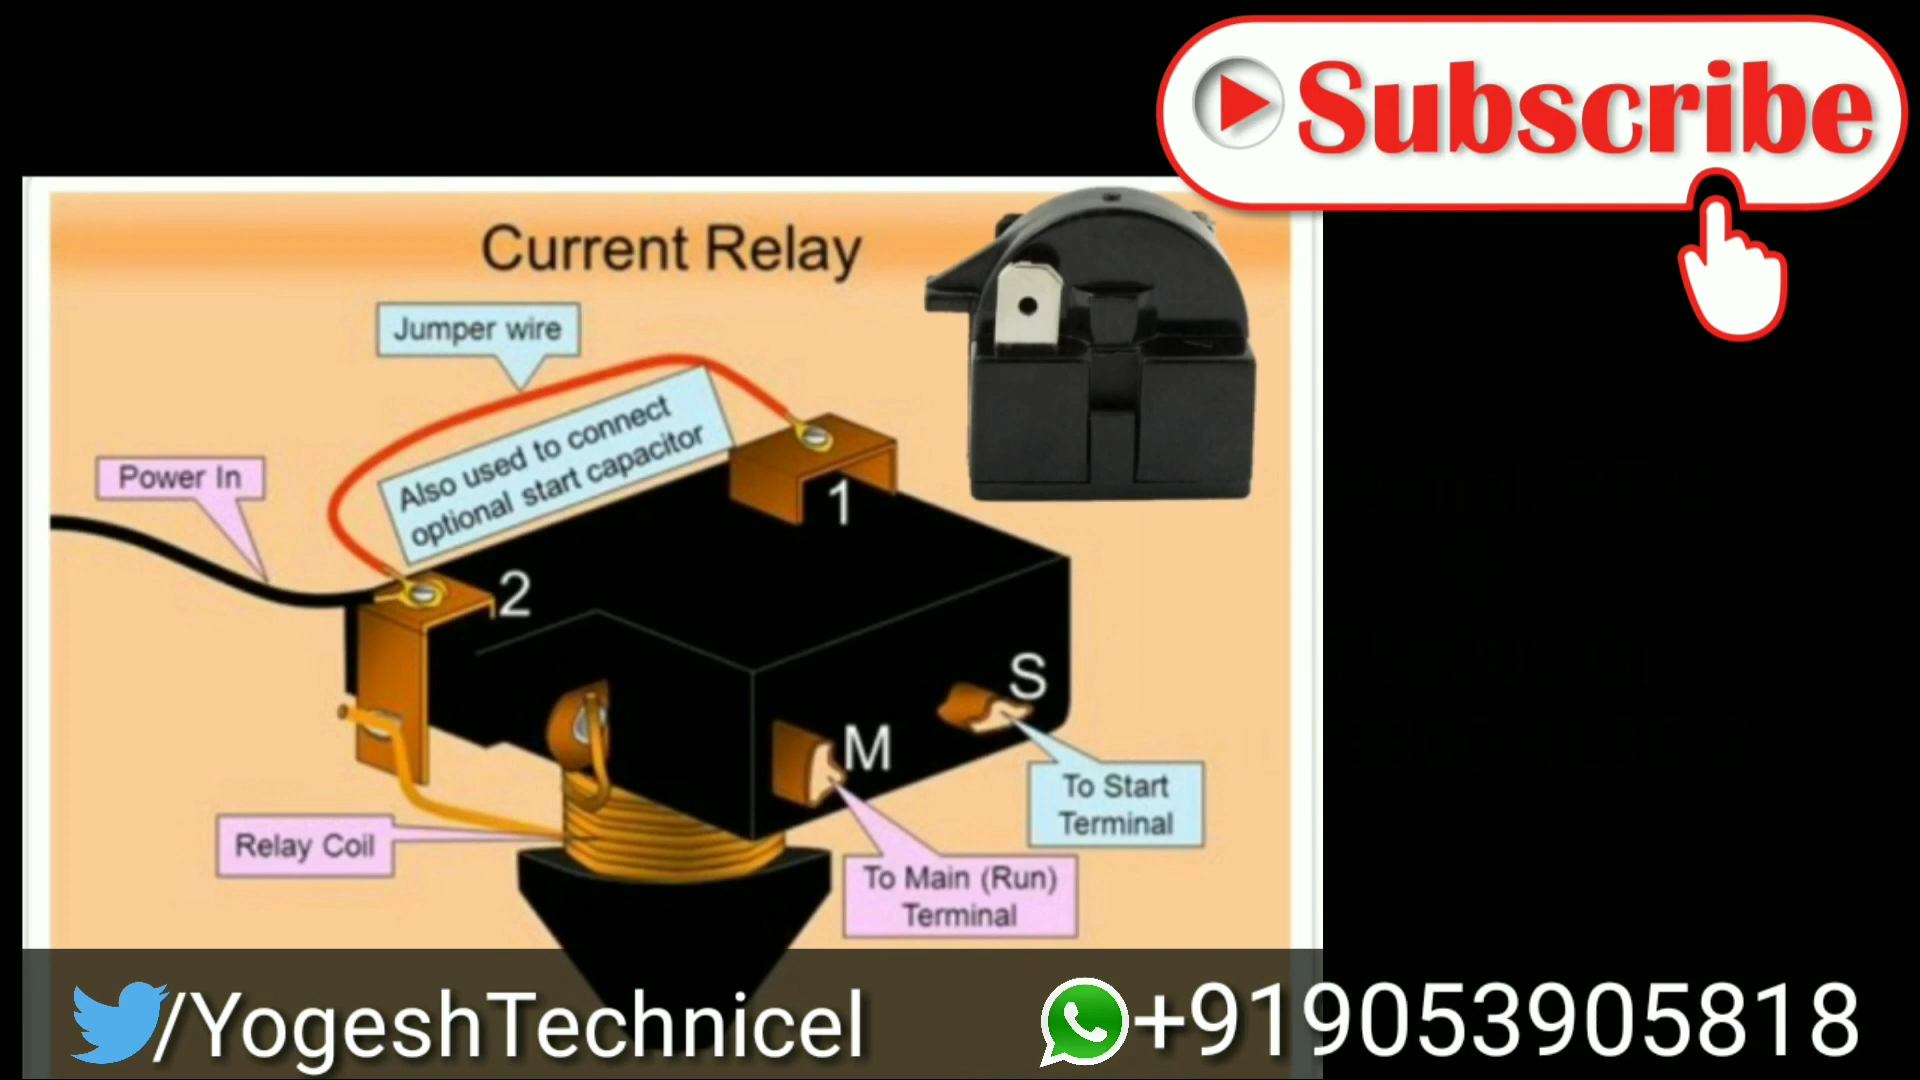 Subscribe
Current Relay
Jumper wire
Also used to connect
optional start capacitor
Power In
1
2
S
M
To Start
Terminal
Relay Coil
To Main (Run)
Terminal
/YogeshTechnicel
+919053905818